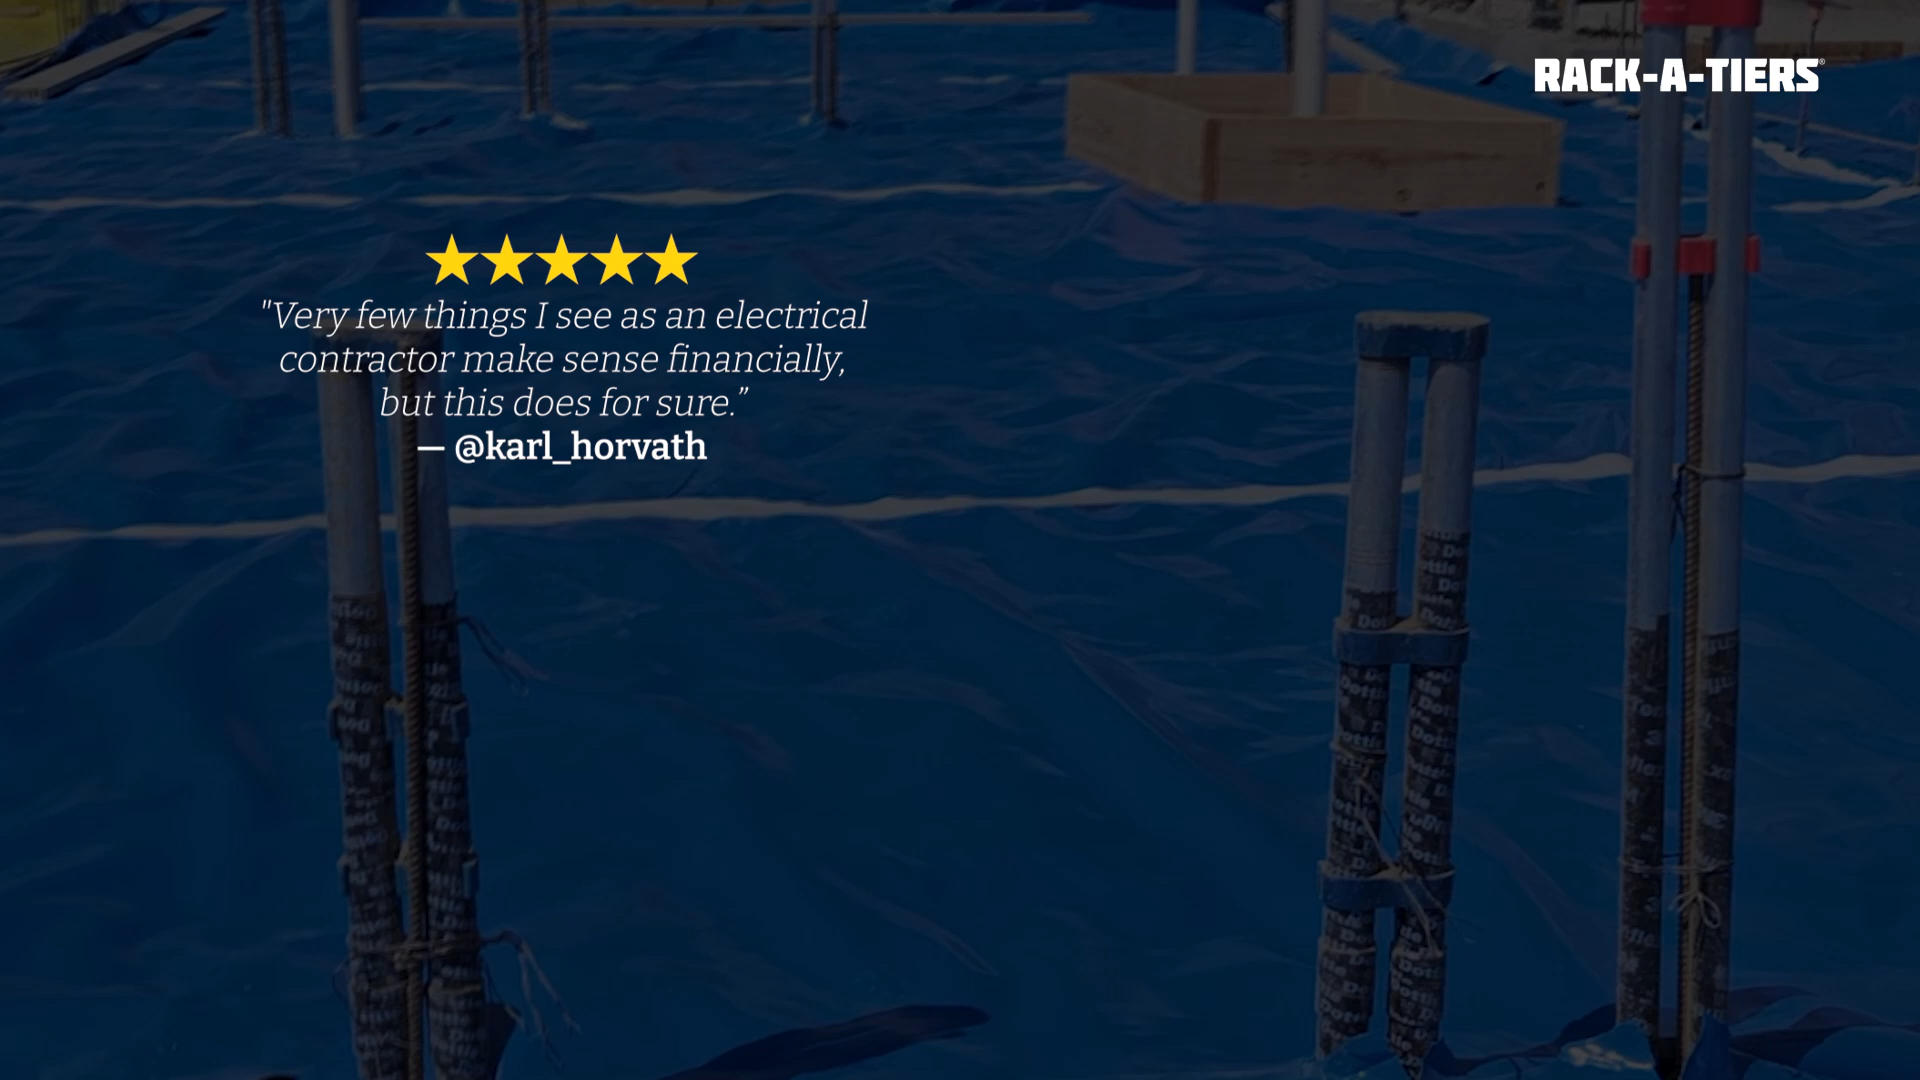 RACK-A-TIERS®
★★★★★
"Very few things I see as an electrical
contractor make sense financially,
but this does for sure.”
— @karl_horvath
Dottie